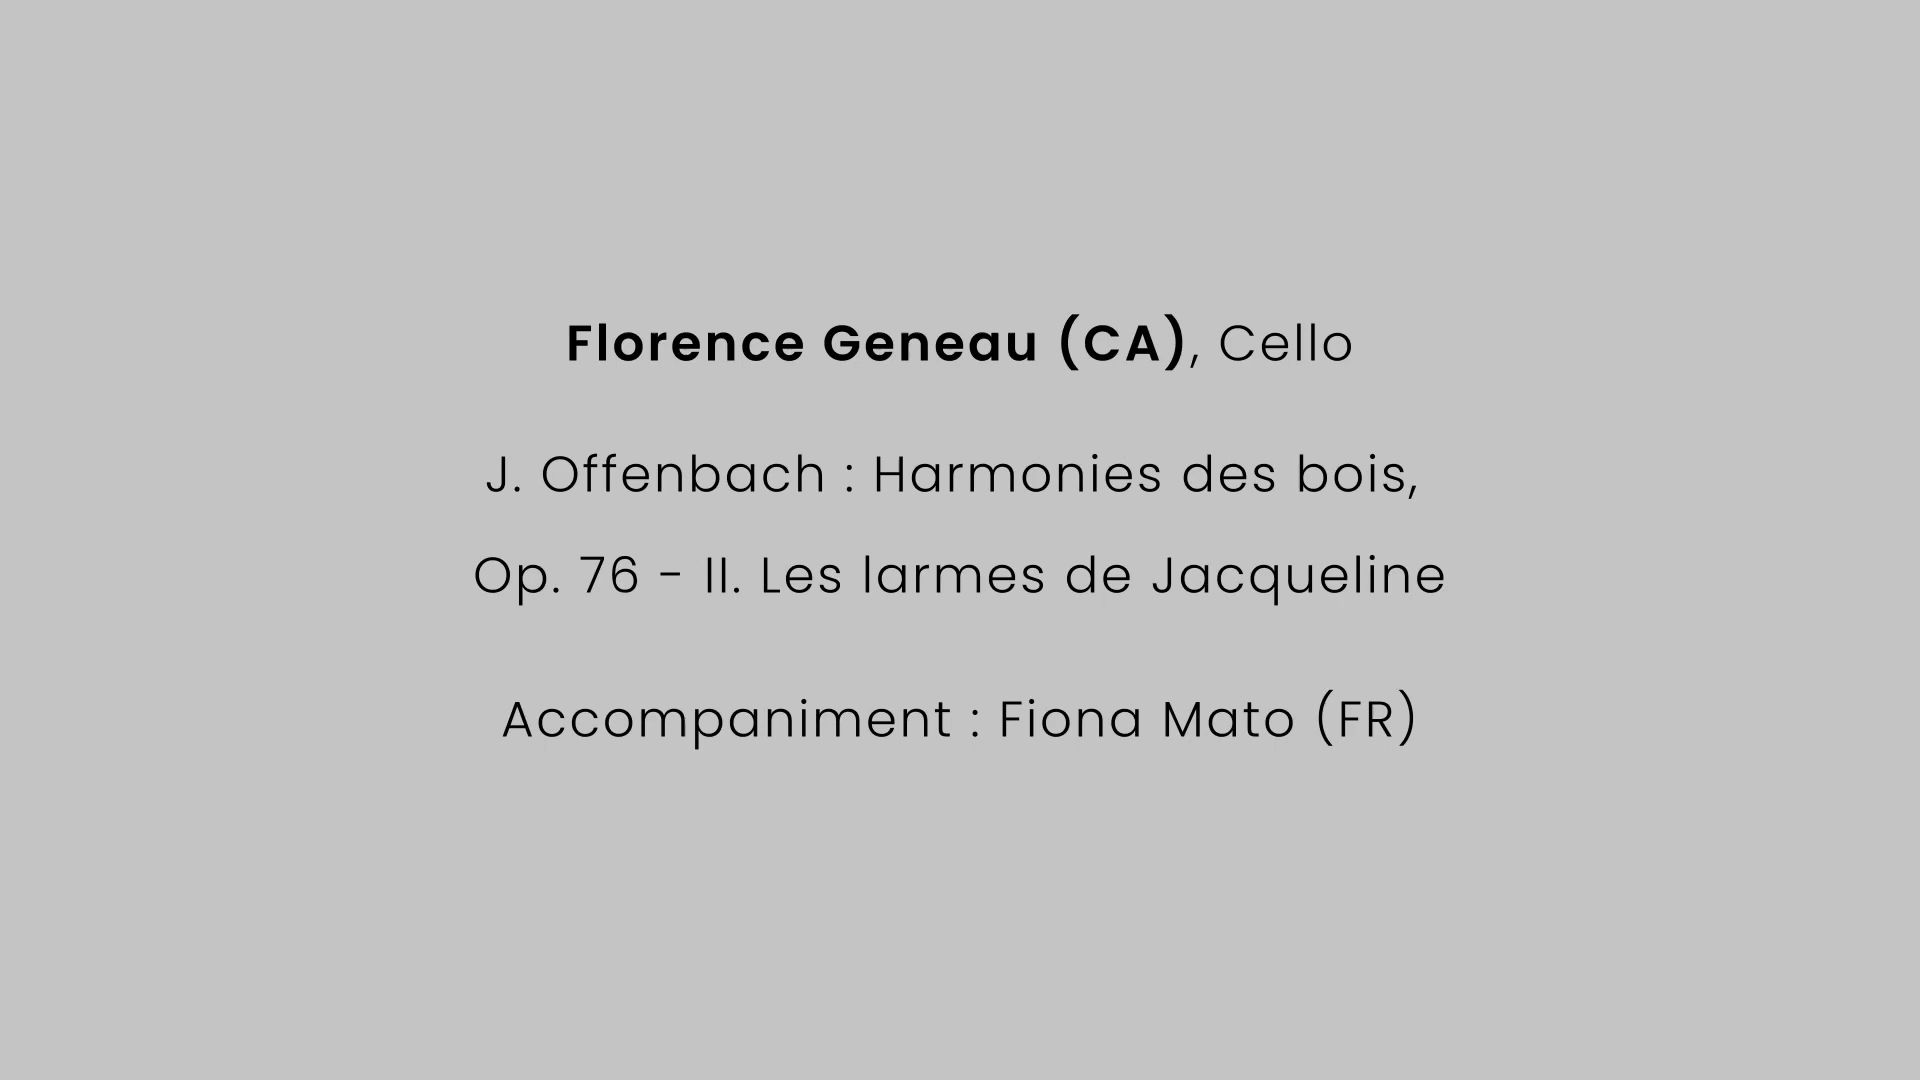 Florence Geneau (CA), Cello
J. Offenbach : Harmonies des bois,
Op. 76 - II. Les larmes de Jacqueline
Accompaniment : Fiona Mato (FR)